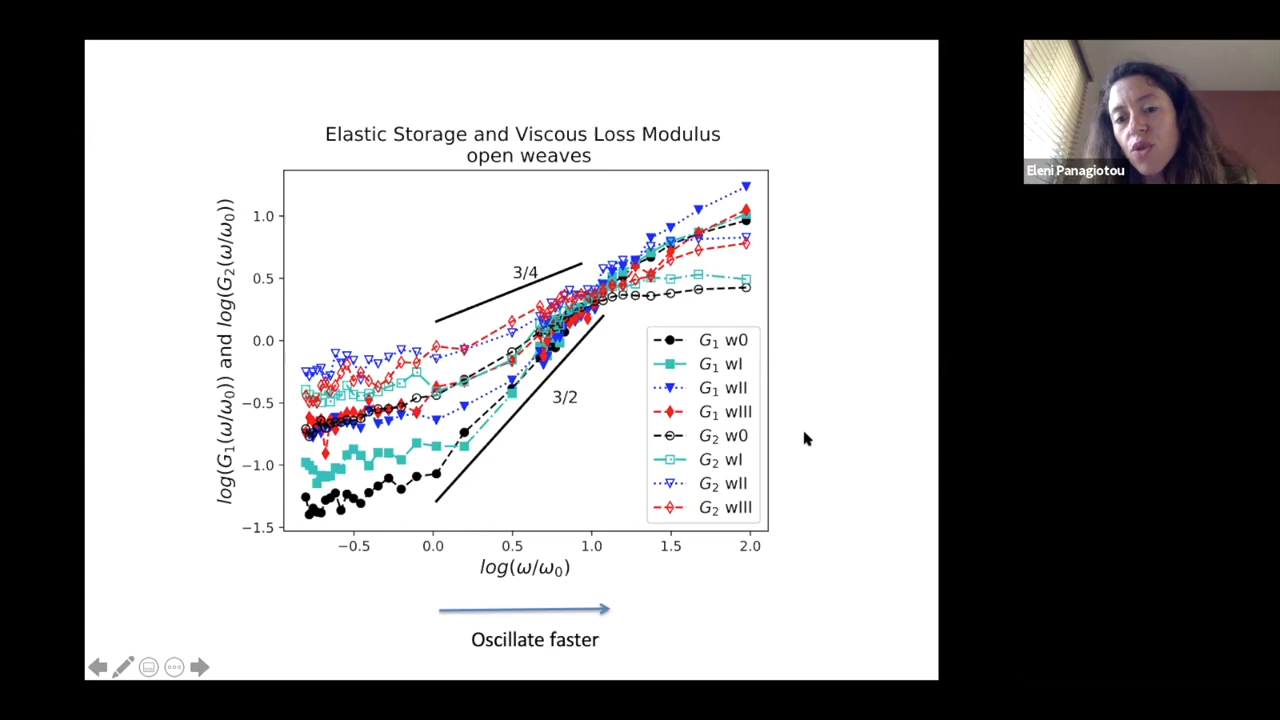 Elastic Storage and Viscous Loss Modulus
open weaves
log(G₁(ω/ω₀)) and log(G₂(ω/ω₀))
1.0
0.5
0.0
−0.5
−1.0
−1.5
3/4
3/2
G₁ w0
G₁ wI
G₁ wII
G₁ wIII
G₂ w0
G₂ wI
G₂ wII
G₂ wIII
−0.5 0.0 0.5 1.0 1.5 2.0
log(ω/ω₀)
Oscillate faster
Eleni Panagiotou